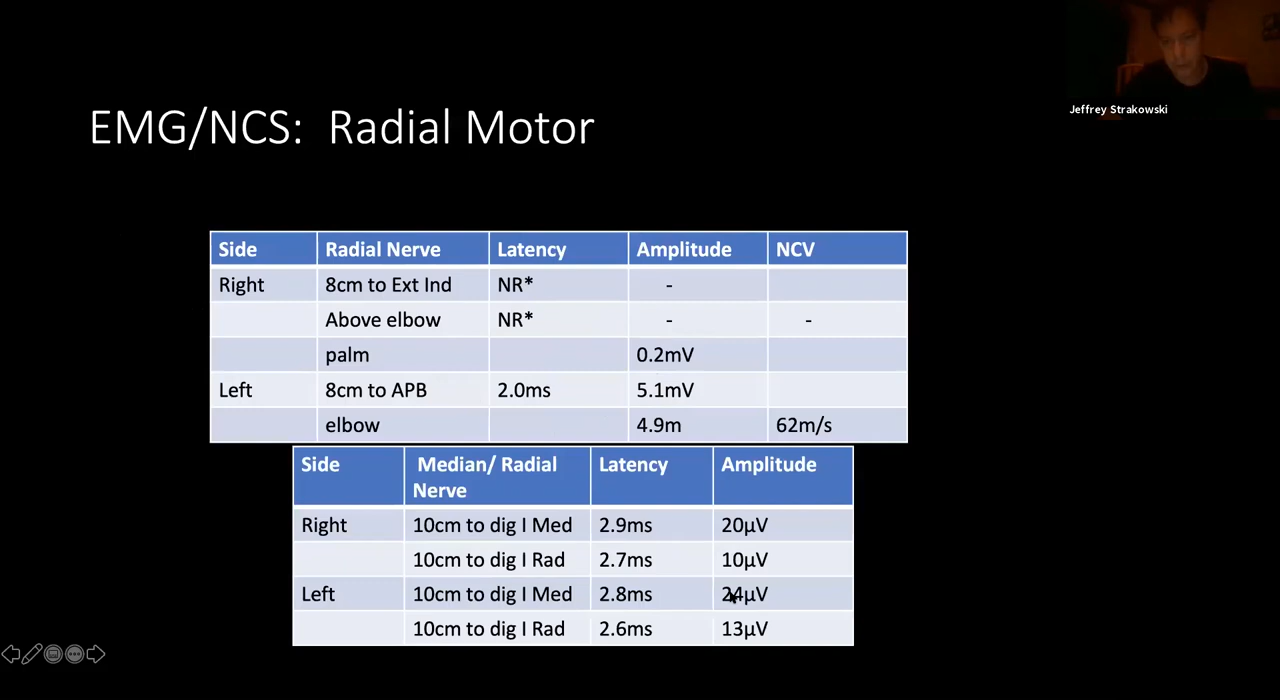 Jeffrey Strakowski
EMG/NCS: Radial Motor
Side Radial Nerve Latency Amplitude NCV
Right 8cm to Ext Ind NR* -
Above elbow NR* - -
palm 0.2mV
Left 8cm to APB 2.0ms 5.1mV
elbow 4.9m 62m/s
Side Median/ Radial Latency Amplitude
Nerve
Right 10cm to dig I Med 2.9ms 20µV
10cm to dig I Rad 2.7ms 10µV
Left 10cm to dig I Med 2.8ms 24µV
10cm to dig I Rad 2.6ms 13µV